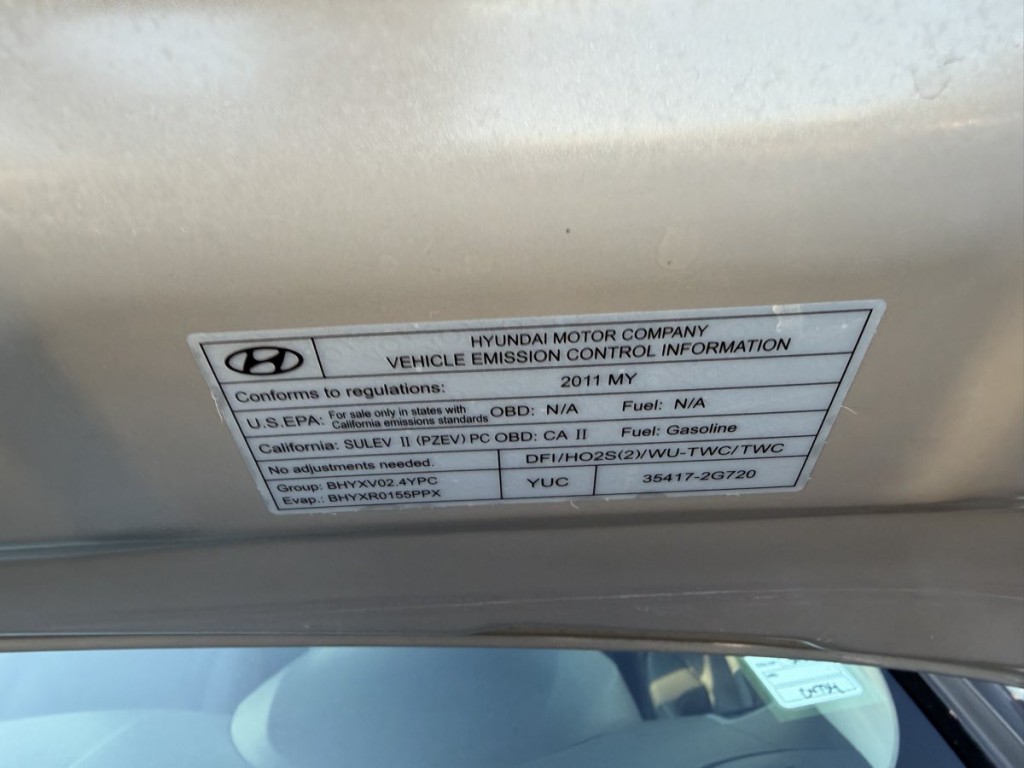 HYUNDAI MOTOR COMPANY
VEHICLE EMISSION CONTROL INFORMATION
Conforms to regulations: 2011 MY
U.S.EPA: For sale only in states with California emissions standards OBD: N/A Fuel: N/A
California: SULEV II (PZEV) PC OBD: CA II Fuel: Gasoline
No adjustments needed. DFI/HO2S(2)/WU-TWC/TWC
Group: BHYXV02.4YPC
Evap.: BHYXR0155PPX
YUC 35417-2G720